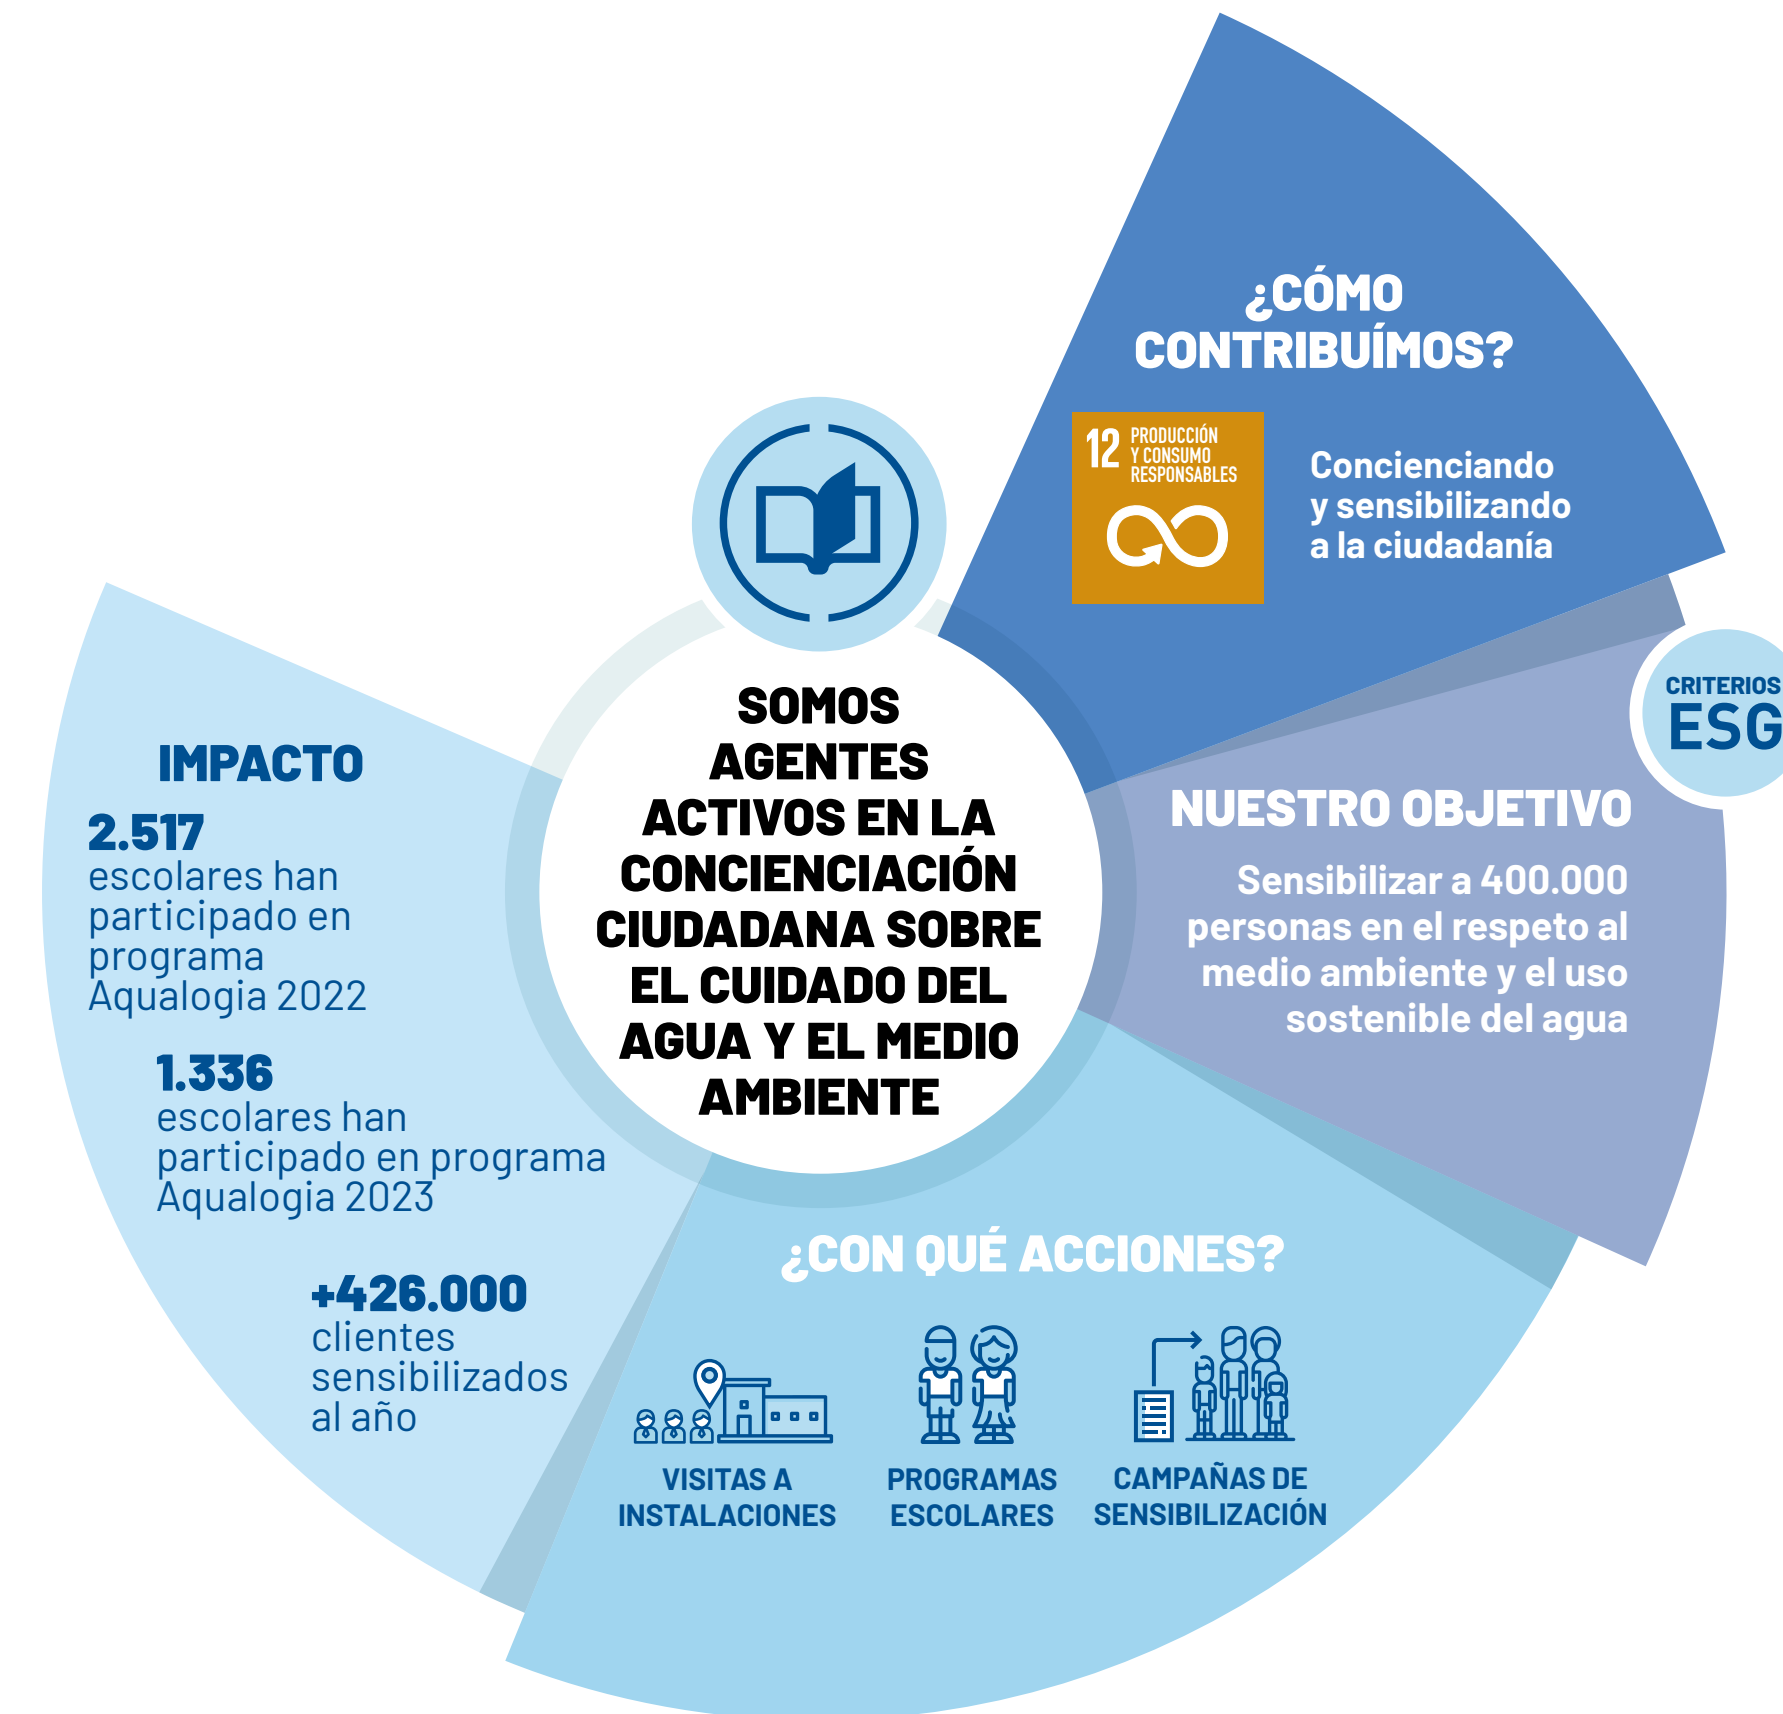 ¿CÓMO
CONTRIBUÍMOS?
12 PRODUCCIÓN
Y CONSUMO
RESPONSABLES
Concienciando
y sensibilizando
a la ciudadanía
CRITERIOS
ESG
NUESTRO OBJETIVO
Sensibilizar a 400.000
personas en el respeto al
medio ambiente y el uso
sostenible del agua
SOMOS
AGENTES
ACTIVOS EN LA
CONCIENCIACIÓN
CIUDADANA SOBRE
EL CUIDADO DEL
AGUA Y EL MEDIO
AMBIENTE
¿CON QUÉ ACCIONES?
VISITAS A
INSTALACIONES
PROGRAMAS
ESCOLARES
CAMPAÑAS DE
SENSIBILIZACIÓN
IMPACTO
2.517
escolares han
participado en
programa
Aqualogia 2022
1.336
escolares han
participado en programa
Aqualogia 2023
+426.000
clientes
sensibilizados
al año